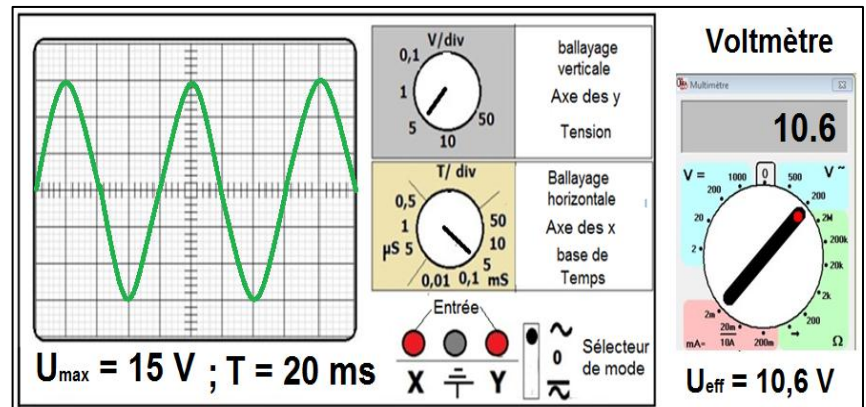 V/div
0,1
1
5
10
50
ballayage
verticale
Axe des y
Tension
T/ div
0,5
1
µS 5
0,01
0,1
mS
5
10
50
Ballayage
horizontale
Axe des x
base de
Temps
Entrée
X
Y
~
0
Sélecteur
de mode
Umax = 15 V ; T = 20 ms
Voltmètre
Multimètre
10.6
V =
V ~
1000
0
500
200
200
20
2
2M
200k
20k
2k
200
Ω
2m
20m
10A
200m
mA=
Ueff = 10,6 V